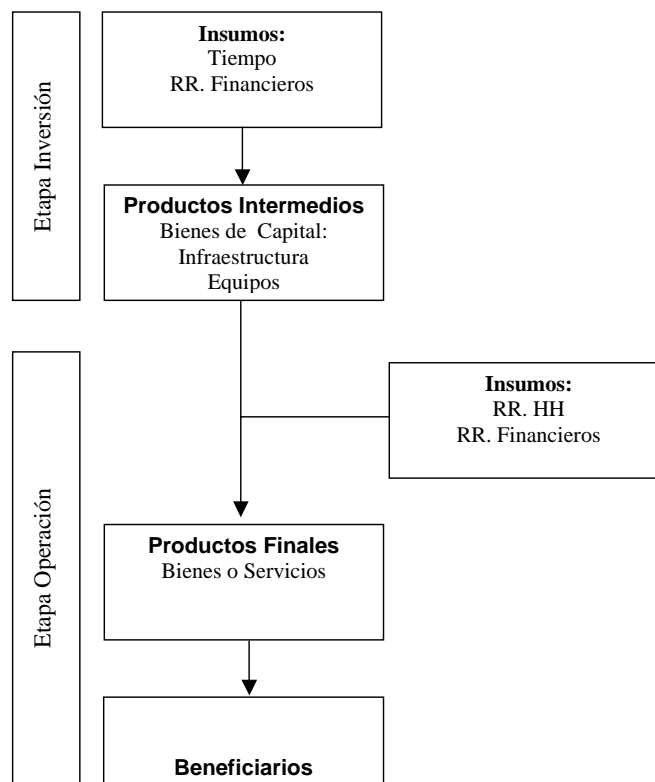 Etapa Inversión
Insumos:
Tiempo
RR. Financieros
Productos Intermedios
Bienes de Capital:
Infraestructura
Equipos
Etapa Operación
Insumos:
RR. HH
RR. Financieros
Productos Finales
Bienes o Servicios
Beneficiarios